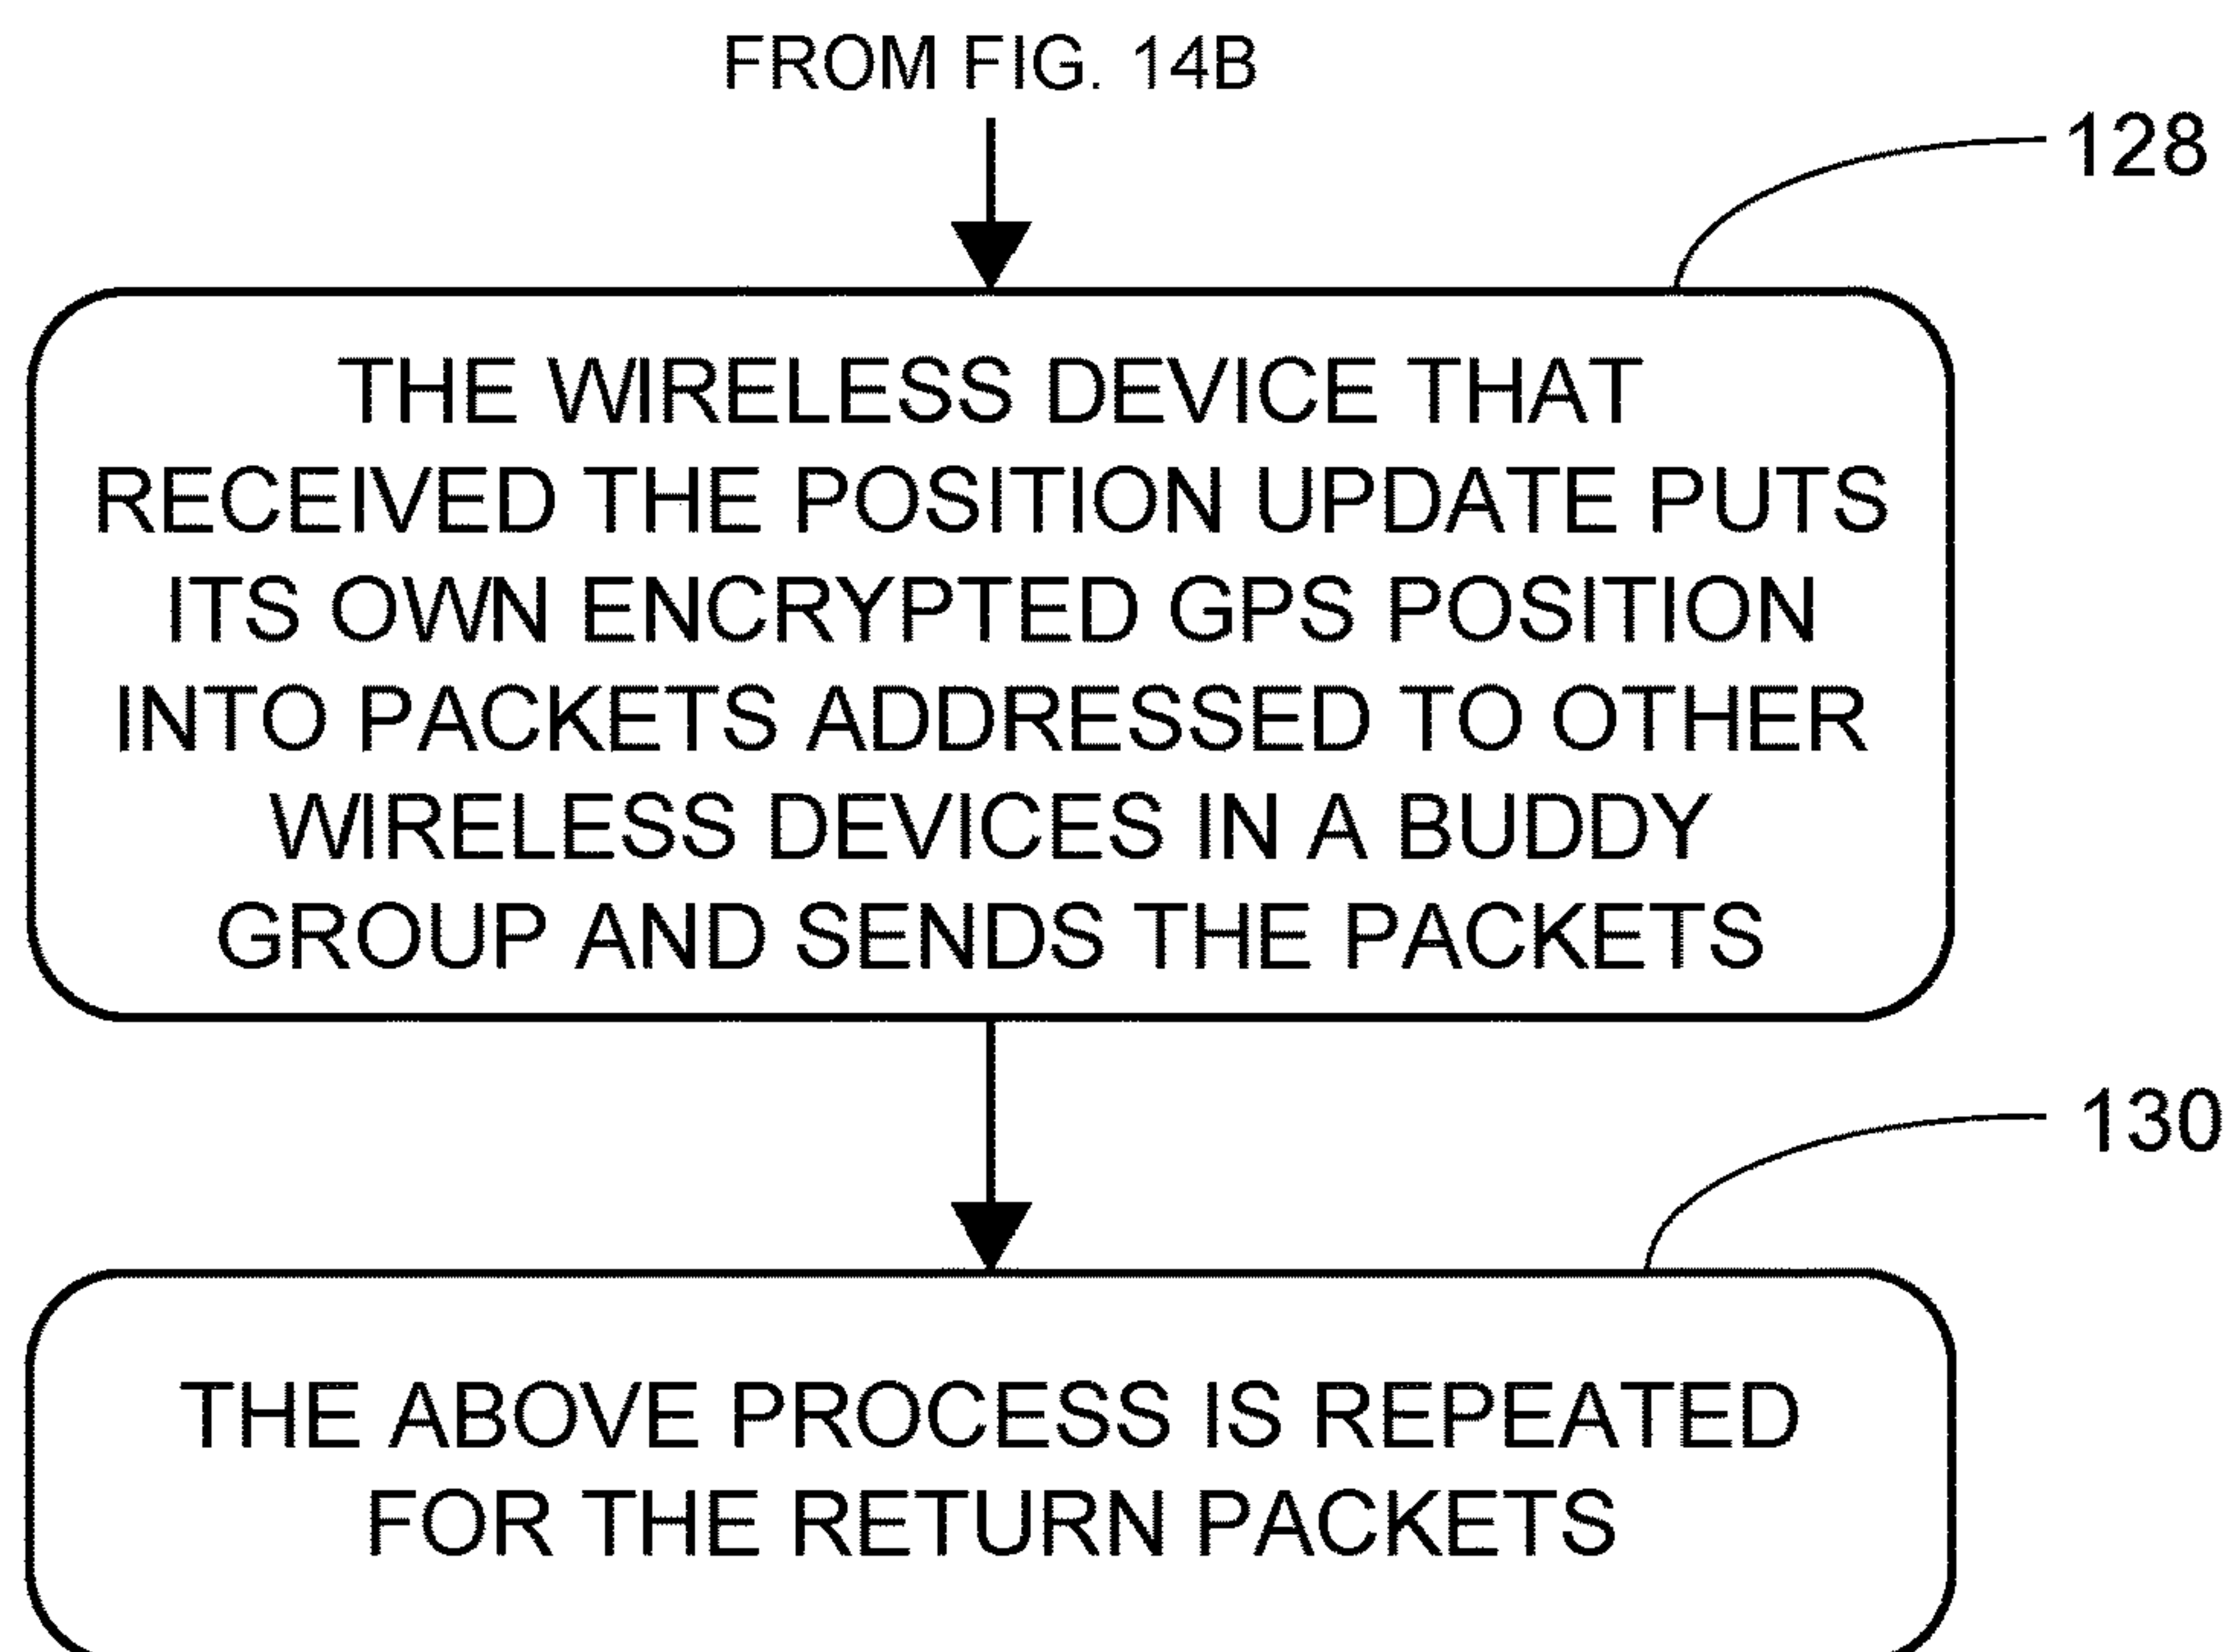 FROM FIG. 14B
128
THE WIRELESS DEVICE THAT
RECEIVED THE POSITION UPDATE PUTS
ITS OWN ENCRYPTED GPS POSITION
INTO PACKETS ADDRESSED TO OTHER
WIRELESS DEVICES IN A BUDDY
GROUP AND SENDS THE PACKETS
130
THE ABOVE PROCESS IS REPEATED
FOR THE RETURN PACKETS